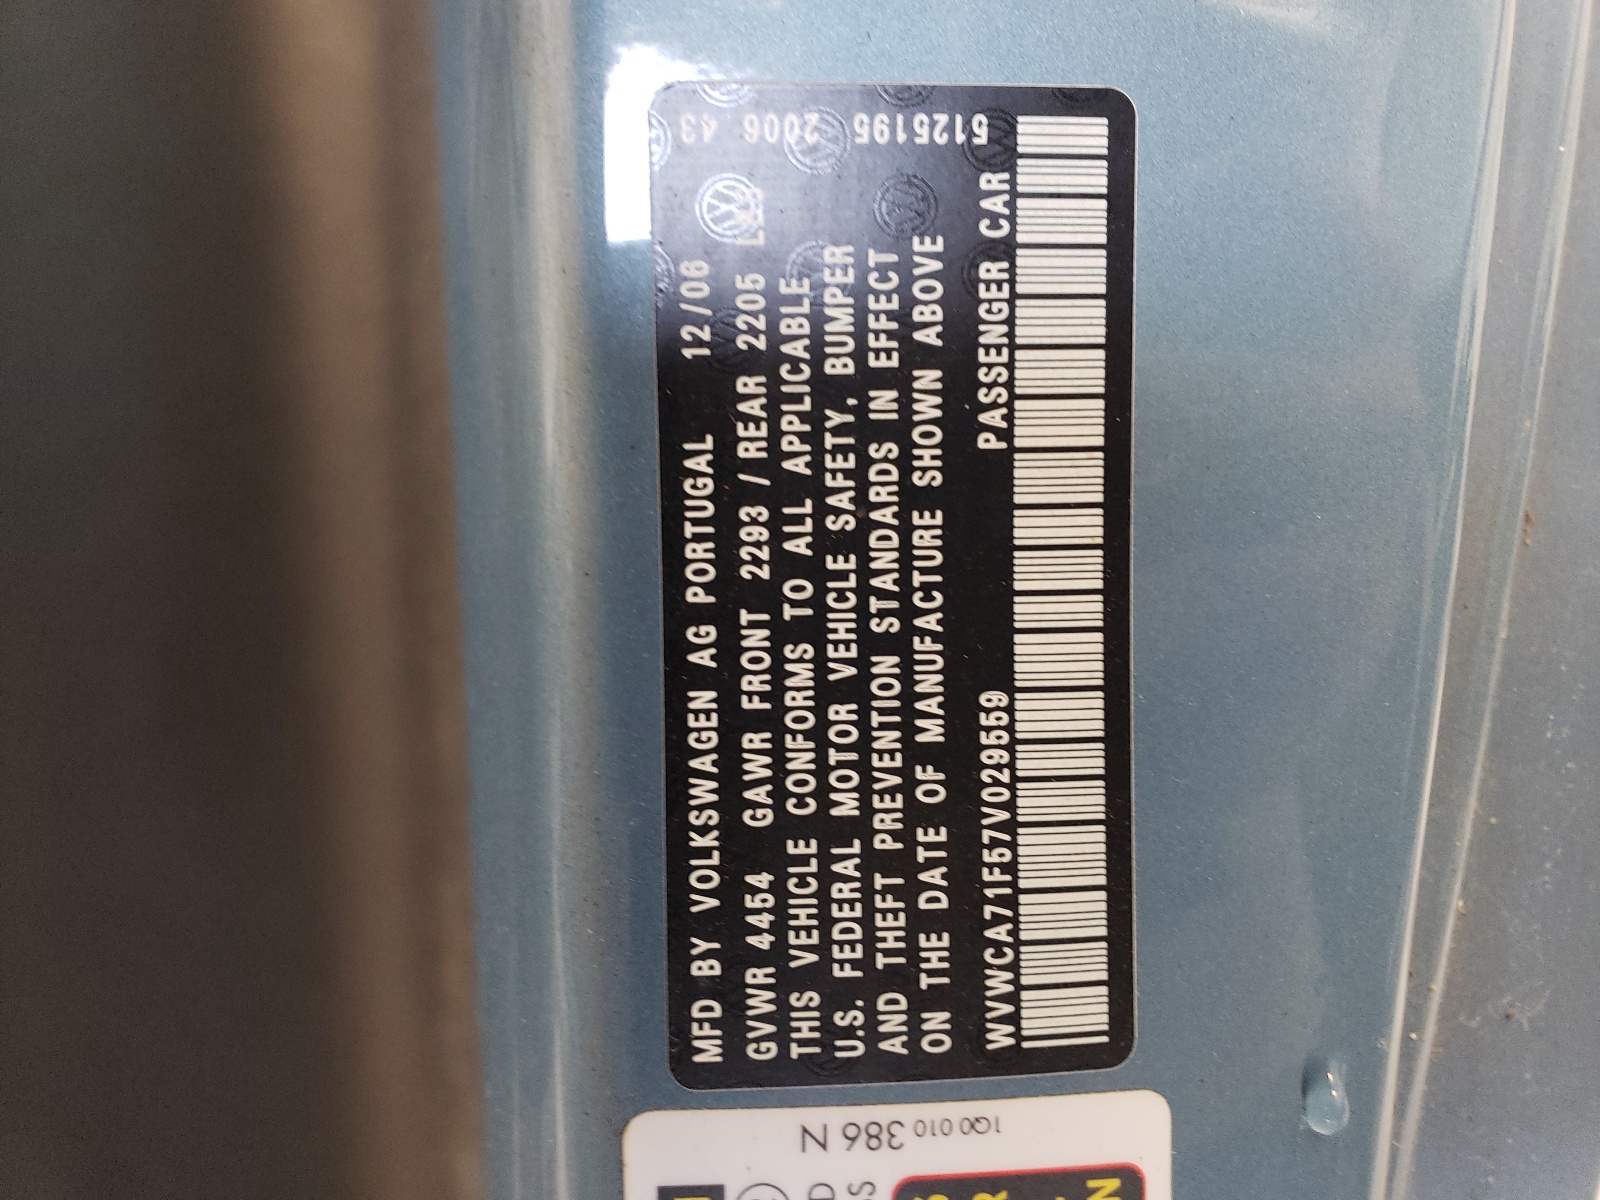 MFD BY VOLKSWAGEN AG PORTUGAL 12/06
GVWR 4454 GAWR FRONT 2293 / REAR 2205
THIS VEHICLE CONFORMS TO ALL APPLICABLE
U.S. FEDERAL MOTOR VEHICLE SAFETY, BUMPER
AND THEFT PREVENTION STANDARDS IN EFFECT
ON THE DATE OF MANUFACTURE SHOWN ABOVE
WVWCA71F57V029559 PASSENGER CAR
5125195 2006 43
1Q0 010 386 N